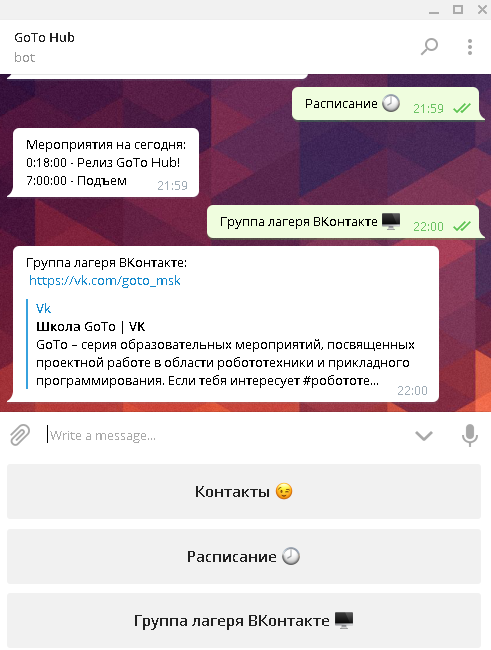 GoTo Hub
bot
Расписание 🕗 21:59
Мероприятия на сегодня:
0:18:00 - Релиз GoTo Hub!
7:00:00 - Подъем 21:59
Группа лагеря ВКонтакте 🖥 22:00
Группа лагеря ВКонтакте:
https://vk.com/goto_msk
Vk
Школа GoTo | VK
GoTo – серия образовательных мероприятий, посвященных
проектной работе в области робототехники и прикладного
программирования. Если тебя интересует #робототе...
22:00
Write a message...
Контакты 😉
Расписание 🕗
Группа лагеря ВКонтакте 🖥